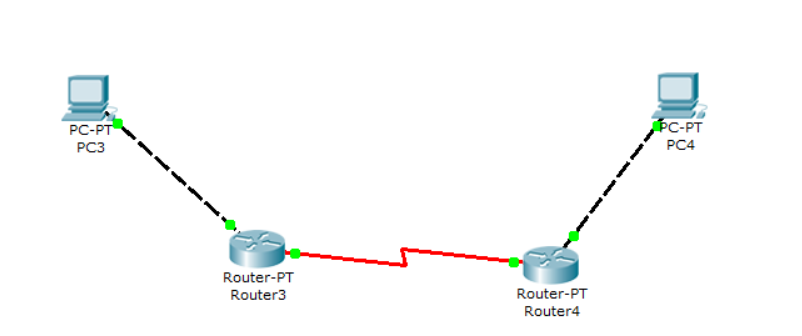 PC-PT
PC3
PC-PT
PC4
Router-PT
Router3
Router-PT
Router4